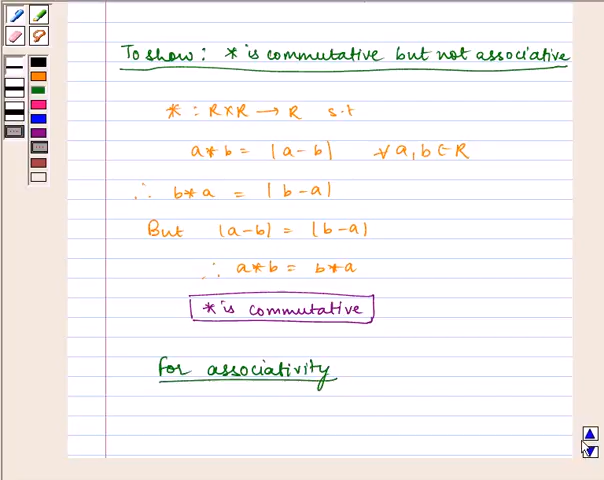 To show: * is commutative but not associative
* : R×R → R s.t
a*b = |a-b| ∀ a,b ∈ R
∴ b*a = |b-a|
But |a-b| = |b-a|
∴ a*b = b*a
* is commutative
For associativity